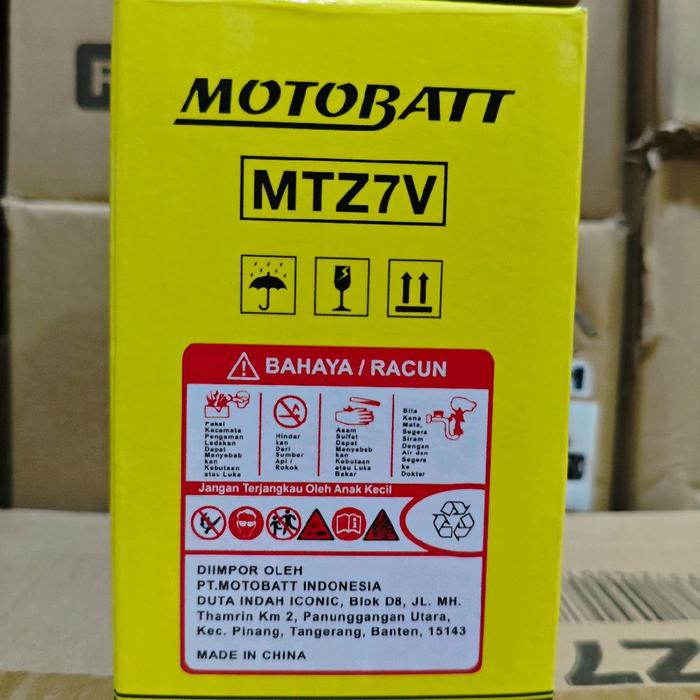 MOTOBATT
MTZ7V
BAHAYA / RACUN
Pakai
Kacamata
Pengaman
Ledakan
Dapat
Menyebab
kan
Kebutaan
atau Luka
Hindar
kan
Dari
Sumber
Api /
Rokok
Asam
Sulfat
Dapat
Menyebab
kan
Kebutaan
atau Luka
Bakar
Bila
Kena
Mata,
Segera
Siram
Dengan
Air dan
Segera
ke
Dokter
Jangan Terjangkau Oleh Anak Kecil
DIIMPOR OLEH
PT.MOTOBATT INDONESIA
DUTA INDAH ICONIC, Blok D8, JL. MH.
Thamrin Km 2, Panunggangan Utara,
Kec. Pinang, Tangerang, Banten, 15143
MADE IN CHINA